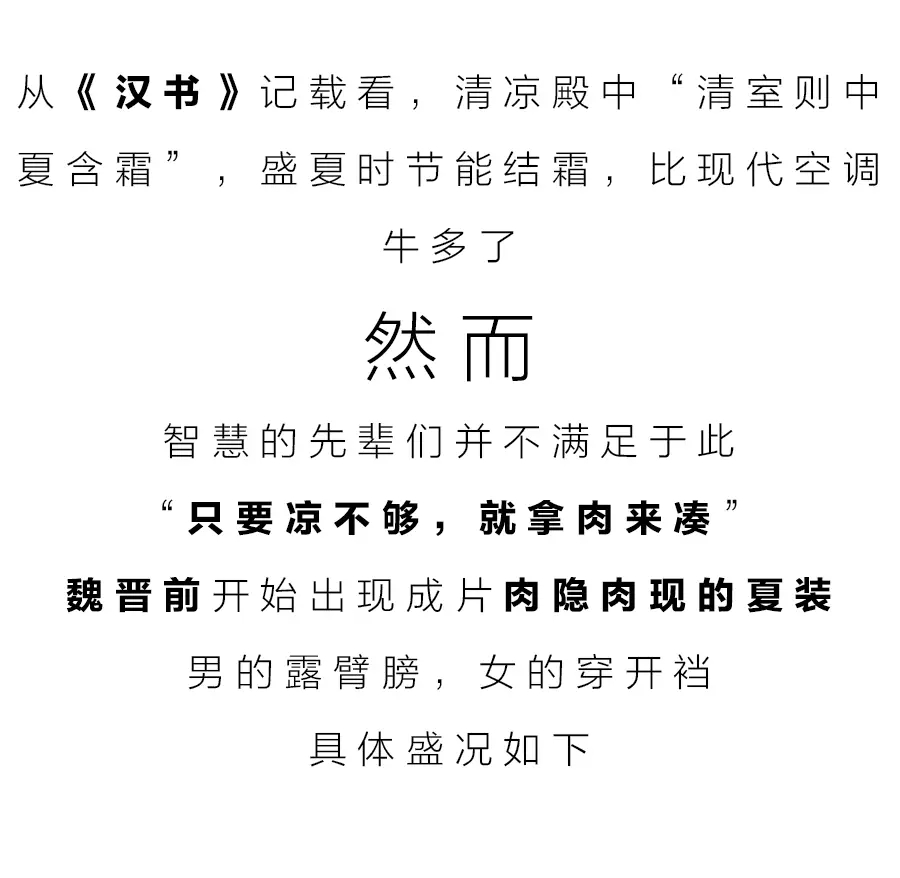 从《汉书》记载看，清凉殿中“清室则中
夏含霜”，盛夏时节能结霜，比现代空调
牛多了
然而
智慧的先辈们并不满足于此
“只要凉不够，就拿肉来凑”
魏晋前开始出现成片肉隐肉现的夏装
男的露臂膀，女的穿开裆
具体盛况如下